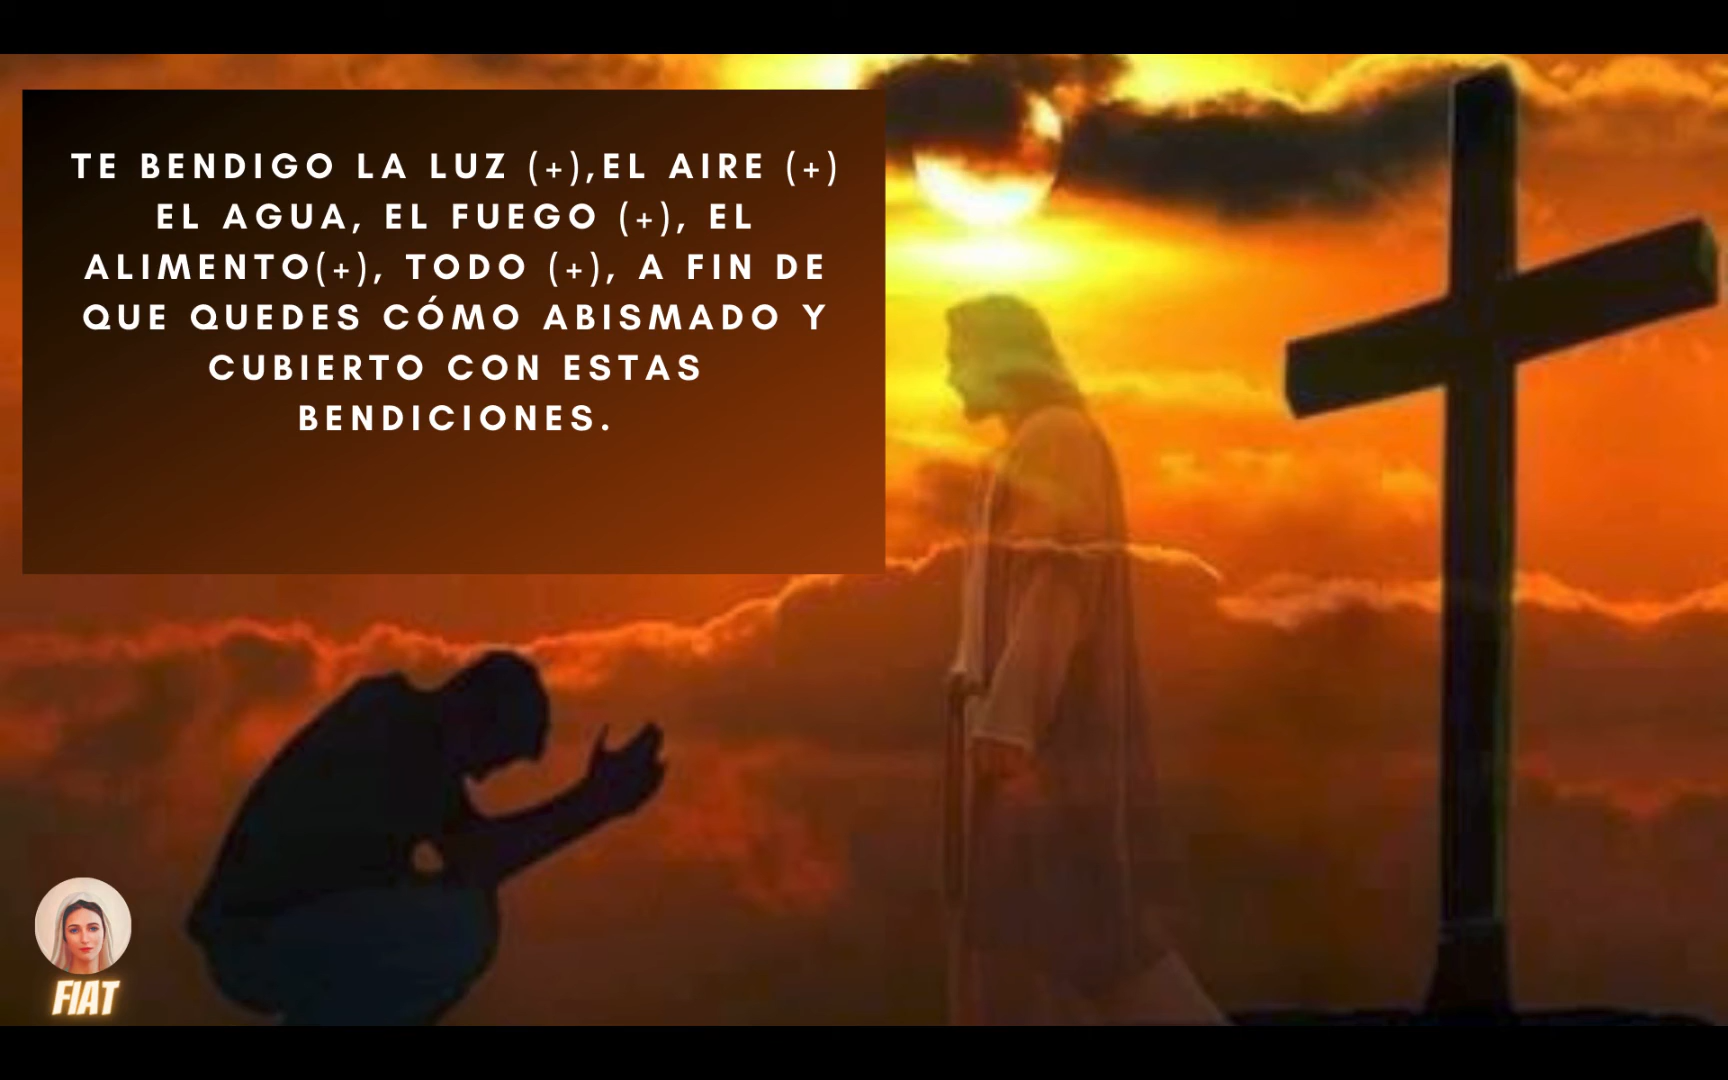 TE BENDIGO LA LUZ (+),EL AIRE (+)
EL AGUA, EL FUEGO (+), EL
ALIMENTO(+), TODO (+), A FIN DE
QUE QUEDES CÓMO ABISMADO Y
CUBIERTO CON ESTAS
BENDICIONES.
FIAT